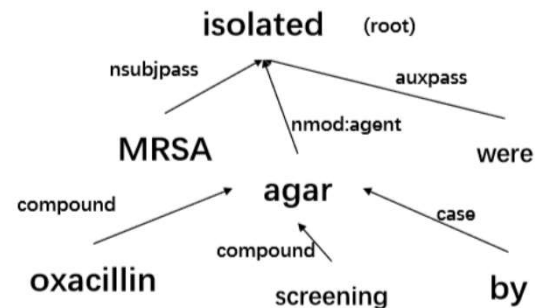 isolated (root)
nsubjpass
auxpass
nmod:agent
MRSA
were
agar
compound
case
compound
oxacillin
screening
by